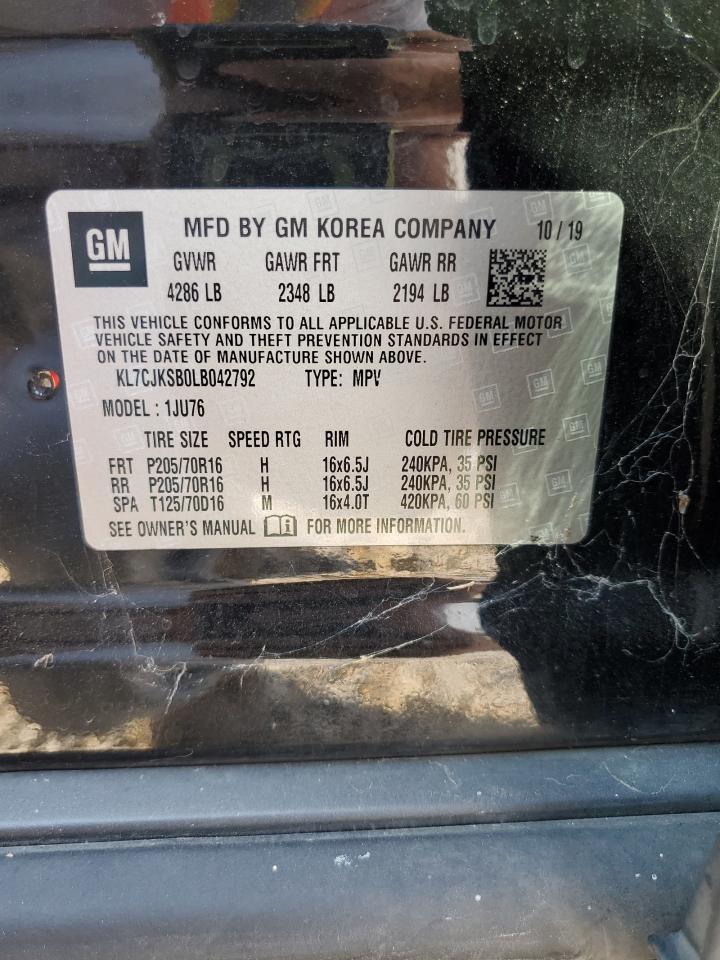 GM MFD BY GM KOREA COMPANY 10 / 19
GVWR GAWR FRT GAWR RR
4286 LB 2348 LB 2194 LB
THIS VEHICLE CONFORMS TO ALL APPLICABLE U.S. FEDERAL MOTOR
VEHICLE SAFETY AND THEFT PREVENTION STANDARDS IN EFFECT
ON THE DATE OF MANUFACTURE SHOWN ABOVE.
KL7CJKSB0LB042792 TYPE: MPV
MODEL : 1JU76
TIRE SIZE SPEED RTG RIM COLD TIRE PRESSURE
FRT P205/70R16 H 16x6.5J 240KPA, 35 PSI
RR P205/70R16 H 16x6.5J 240KPA, 35 PSI
SPA T125/70D16 M 16x4.0T 420KPA, 60 PSI
SEE OWNER'S MANUAL FOR MORE INFORMATION.